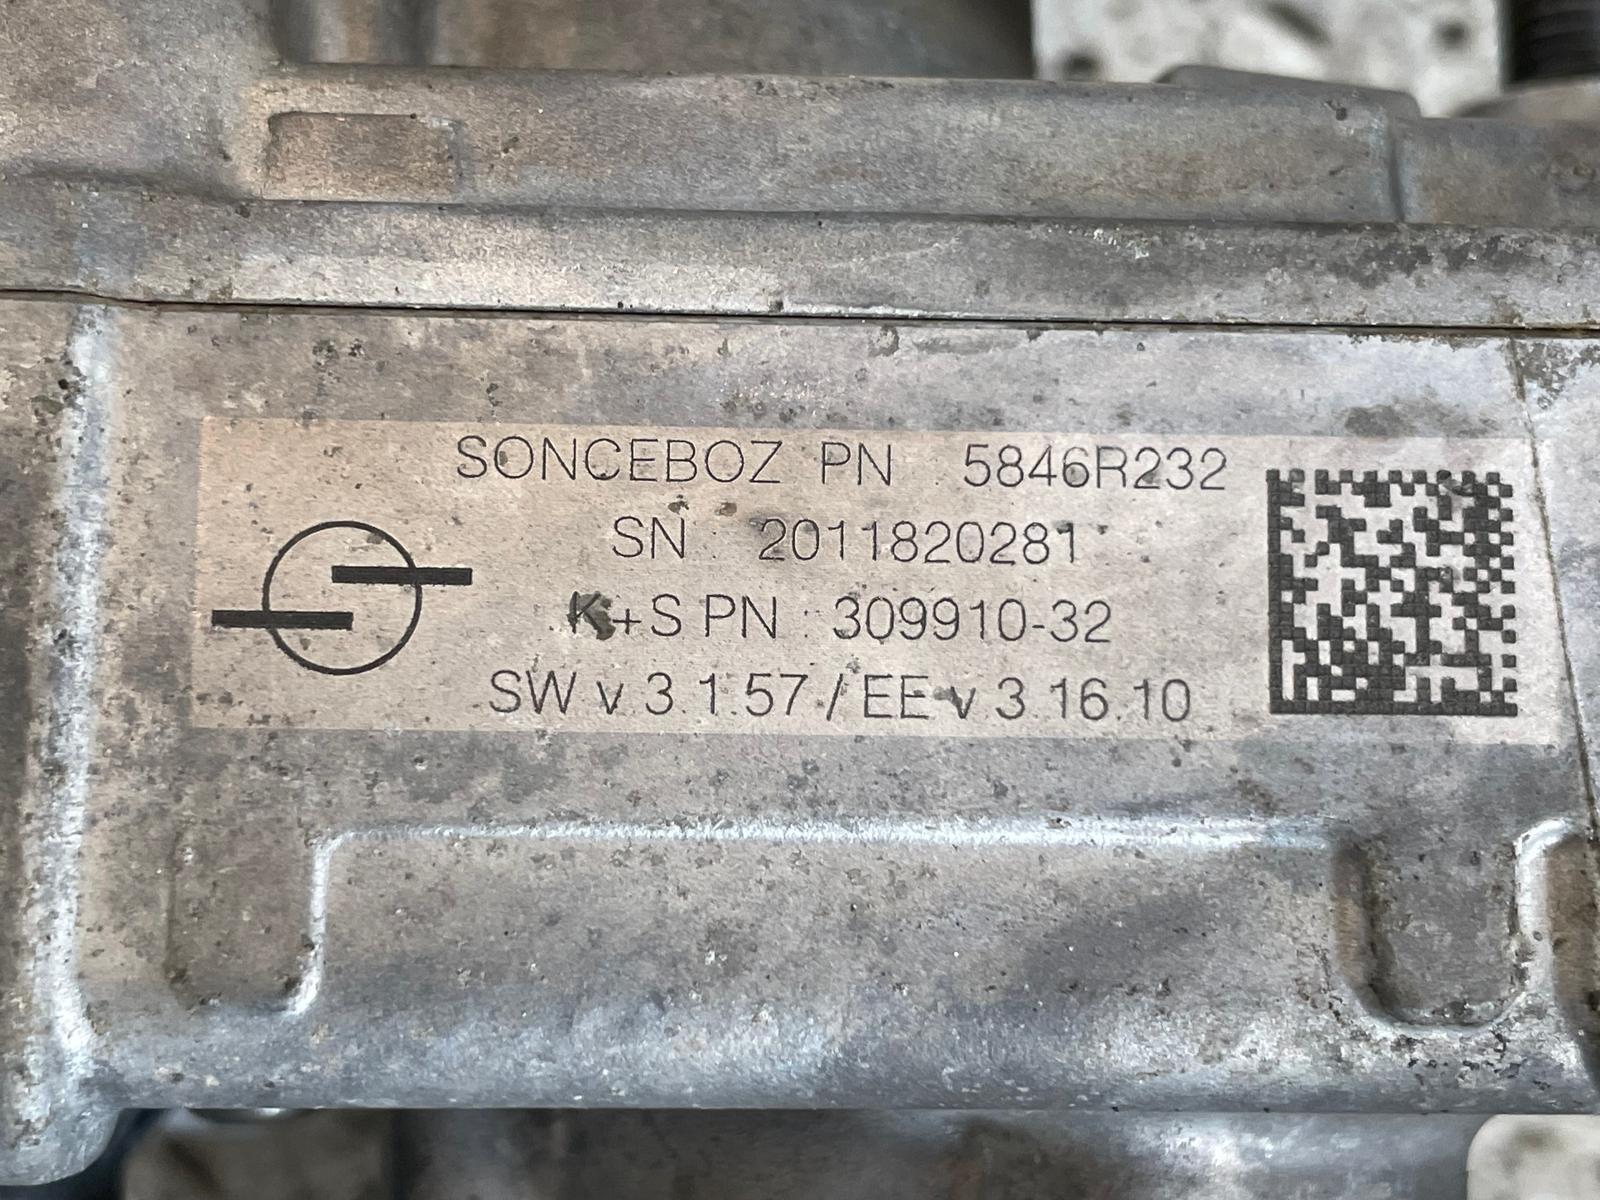 SONCEBOZ PN : 5846R232
SN : 2011820281
K+S PN : 309910-32
SW v 3.1.57 / EE v 3.16.10